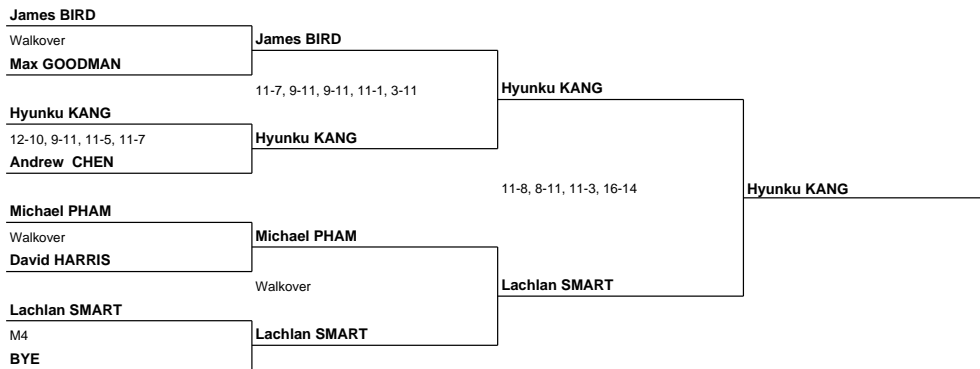 James BIRD
Walkover
Max GOODMAN
James BIRD
11-7, 9-11, 9-11, 11-1, 3-11
Hyunku KANG
12-10, 9-11, 11-5, 11-7
Andrew  CHEN
Hyunku KANG
Hyunku KANG
11-8, 8-11, 11-3, 16-14
Hyunku KANG
Michael PHAM
Walkover
David HARRIS
Michael PHAM
Walkover
Lachlan SMART
M4
BYE
Lachlan SMART
Lachlan SMART